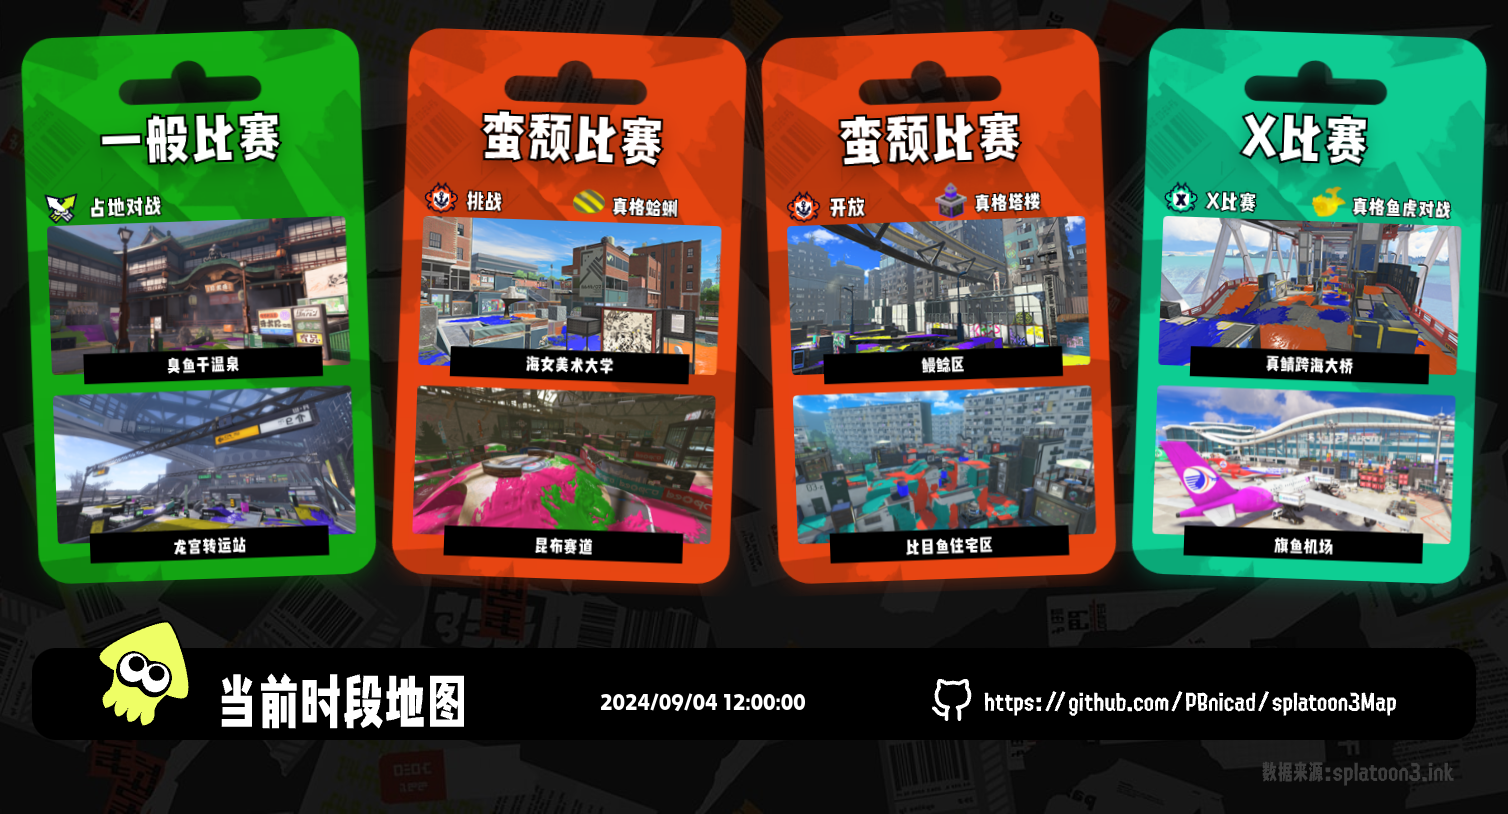 一般比赛
占地对战
臭鱼干温泉
龙宫转运站
蛮颓比赛
挑战
真格蛤蜊
海女美术大学
昆布赛道
蛮颓比赛
开放
真格塔楼
鳗鲶区
比目鱼住宅区
X比赛
X比赛
真格鱼虎对战
真鲭跨海大桥
旗鱼机场
当前时段地图
2024/09/04 12:00:00
https://github.com/PBnicad/splatoon3Map
数据来源:splatoon3.ink